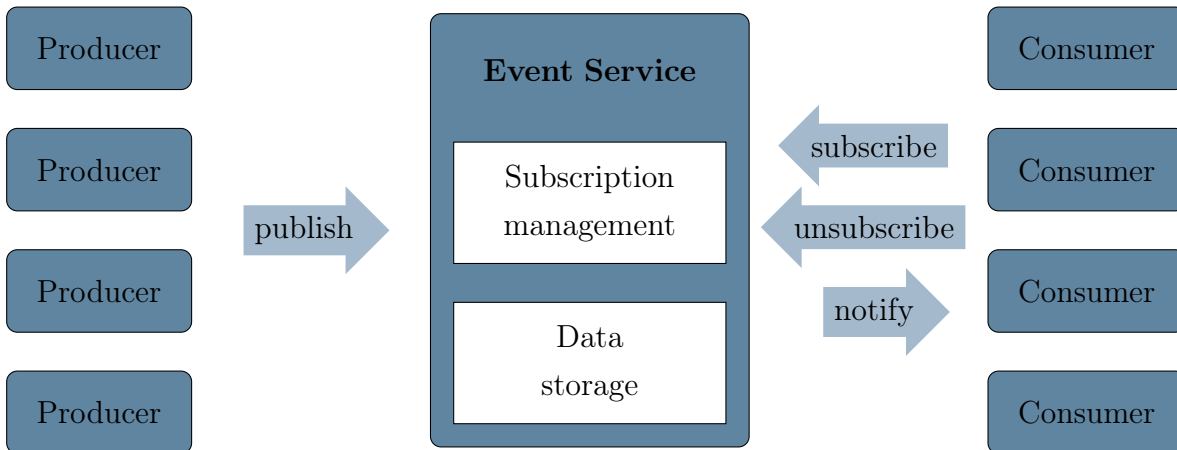 Producer
Producer
Producer
Producer
publish
Event Service
Subscription
management
Data
storage
subscribe
unsubscribe
notify
Consumer
Consumer
Consumer
Consumer